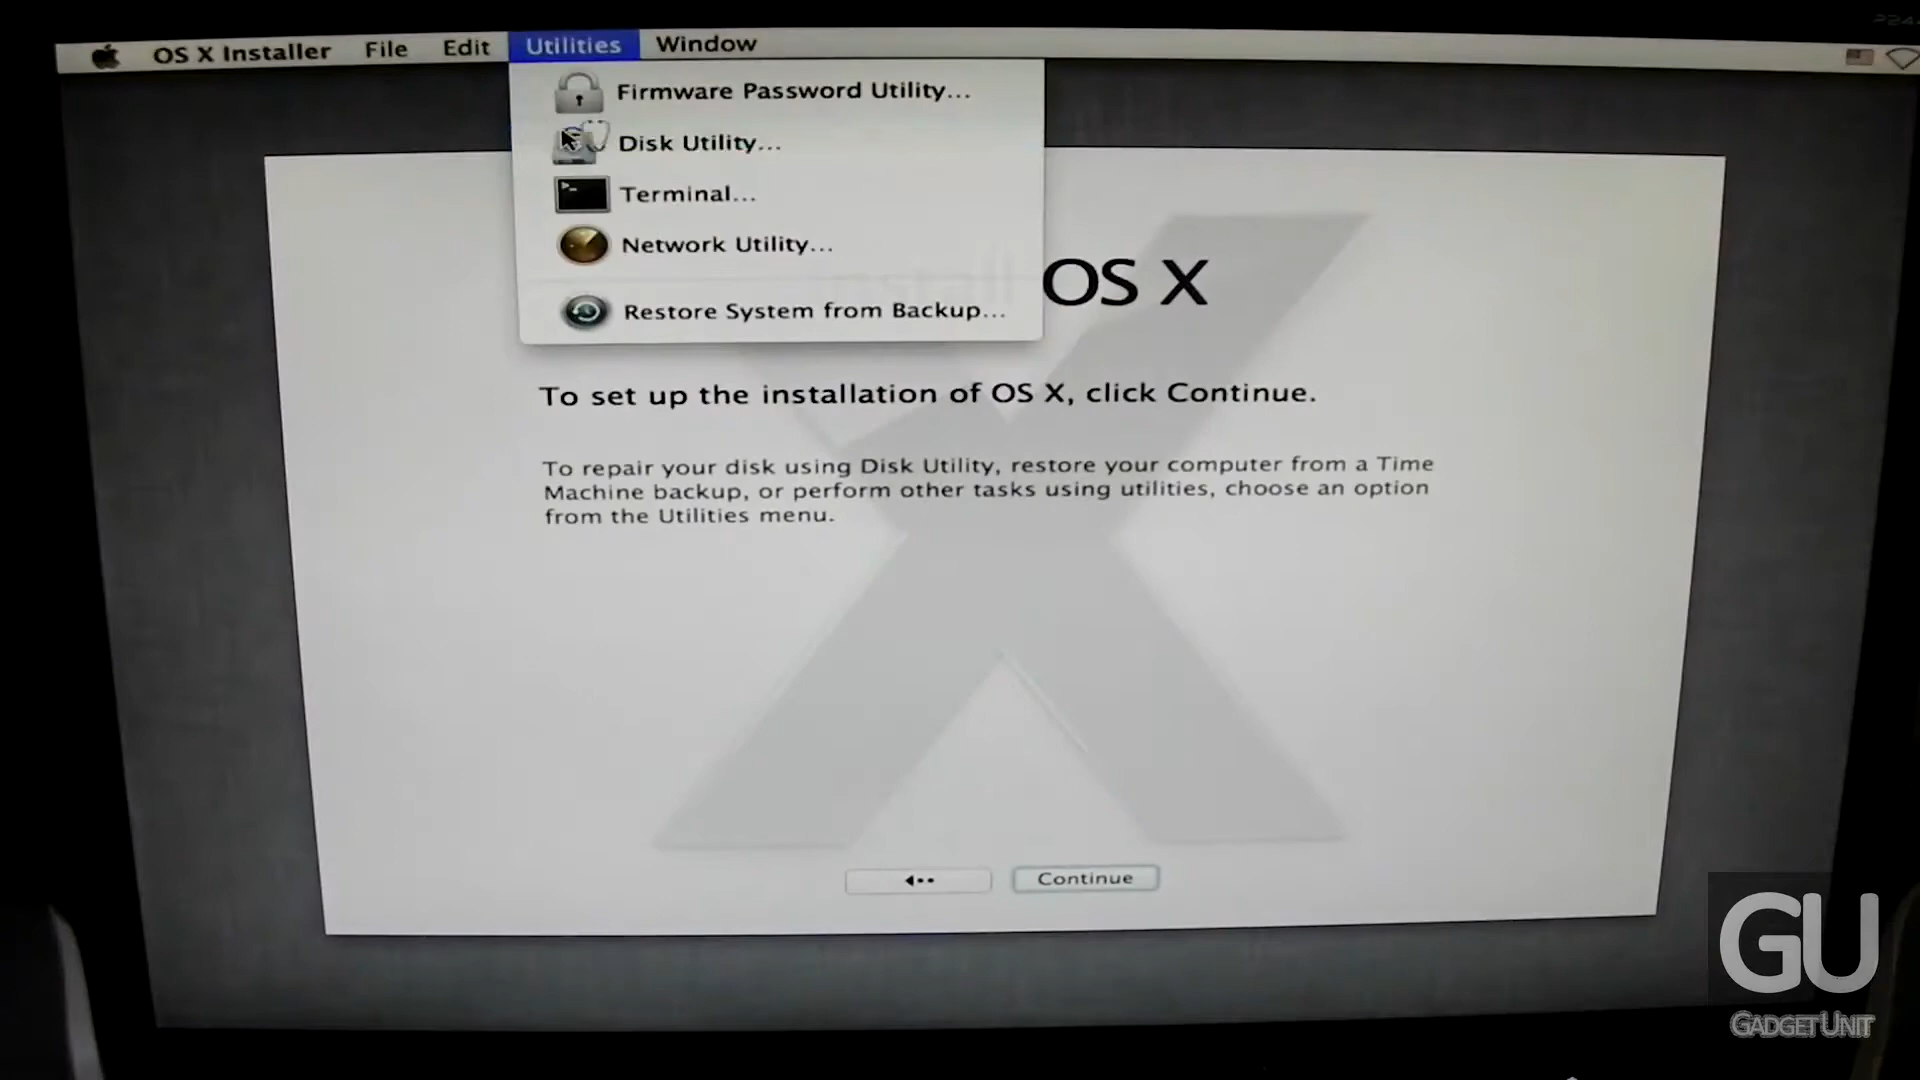 OS X Installer File Edit Utilities Window
Firmware Password Utility...
Disk Utility...
Terminal...
Network Utility...
Restore System from Backup...
Install OS X
To set up the installation of OS X, click Continue.
To repair your disk using Disk Utility, restore your computer from a Time
Machine backup, or perform other tasks using utilities, choose an option
from the Utilities menu.
Continue
GU
GADGETUNIT